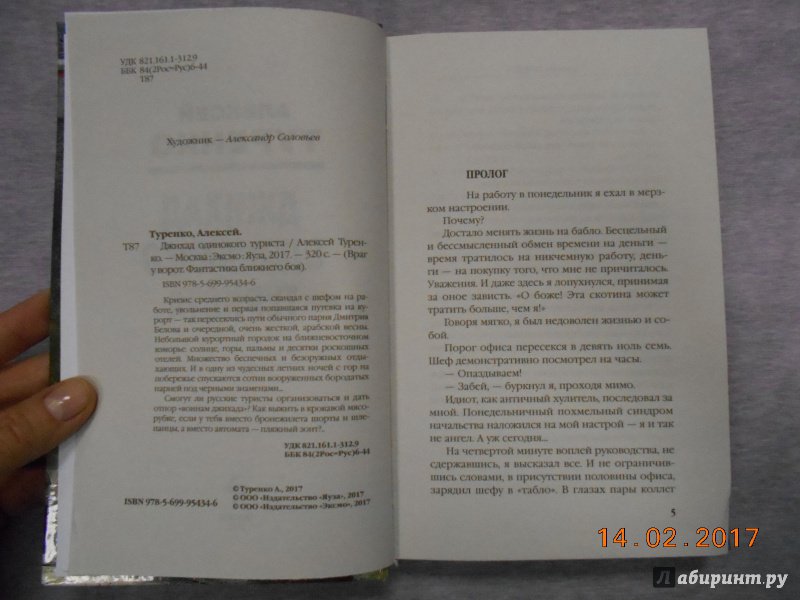 УДК 821.161.1-312.9
ББК 84(2Рос=Рус)6-44
Т87
Художник — Александр Соловьев
Туренко, Алексей.
Т87 Джихад одинокого туриста / Алексей Турен-
ко. — Москва : Эксмо : Яуза, 2017. — 320 с. — (Враг
у ворот. Фантастика ближнего боя).
ISBN 978-5-699-95434-6
Кризис среднего возраста, скандал с шефом на ра-
боте, увольнение и первая попавшаяся путевка на ку-
рорт — так пересеклись пути обычного парня Дмитрия
Белова и очередной, очень жесткой, арабской весны.
Небольшой курортный городок на ближневосточном
взморье: солнце, горы, пальмы и десятки роскошных
отелей. Множество беспечных и безоружных отды-
хающих. И в одну из чудесных летних ночей с гор на
побережье спускаются сотни вооруженных бородатых
парней под черными знаменами...
Смогут ли русские туристы организоваться и дать
отпор «воинам джихада»? Как выжить в кровавой мясо-
рубке, если у тебя вместо бронежилета шорты и шле-
панцы, а вместо автомата — пляжный зонт?..
УДК 821.161.1-312.9
ББК 84(2Рос=Рус)6-44
© Туренко А., 2017
© ООО «Издательство «Яуза», 2017
ISBN 978-5-699-95434-6 © ООО «Издательство «Эксмо», 2017
ПРОЛОГ
На работу в понедельник я ехал в мерз-
ком настроении.
Почему?
Достало менять жизнь на бабло. Бесцельный
и бессмысленный обмен времени на деньги —
время тратилось на никчемную работу, день-
ги — на покупку того, что мне не причиталось.
Уважения. И даже здесь я лопухнулся, принимая
за оное зависть. «О боже! Эта скотина может
тратить больше, чем я!»
Говоря мягко, я был недоволен жизнью и со-
бой.
Порог офиса пересекся в девять ноль семь.
Шеф демонстративно посмотрел на часы.
— Опаздываем!
— Забей, — буркнул я, проходя мимо.
Идиот, как античный хулитель, последовал за
мной. Понедельничный похмельный синдром
начальства наложился на мой настрой — я и так
не ангел. А уж сегодня...
На четвертой минуте воплей руководства, не
сдержавшись, я высказал все. И не ограничив-
шись словами, в присутствии половины офиса,
зарядил шефу в «табло». В глазах пары коллег
5
14.02.2017
Лабиринт.ру